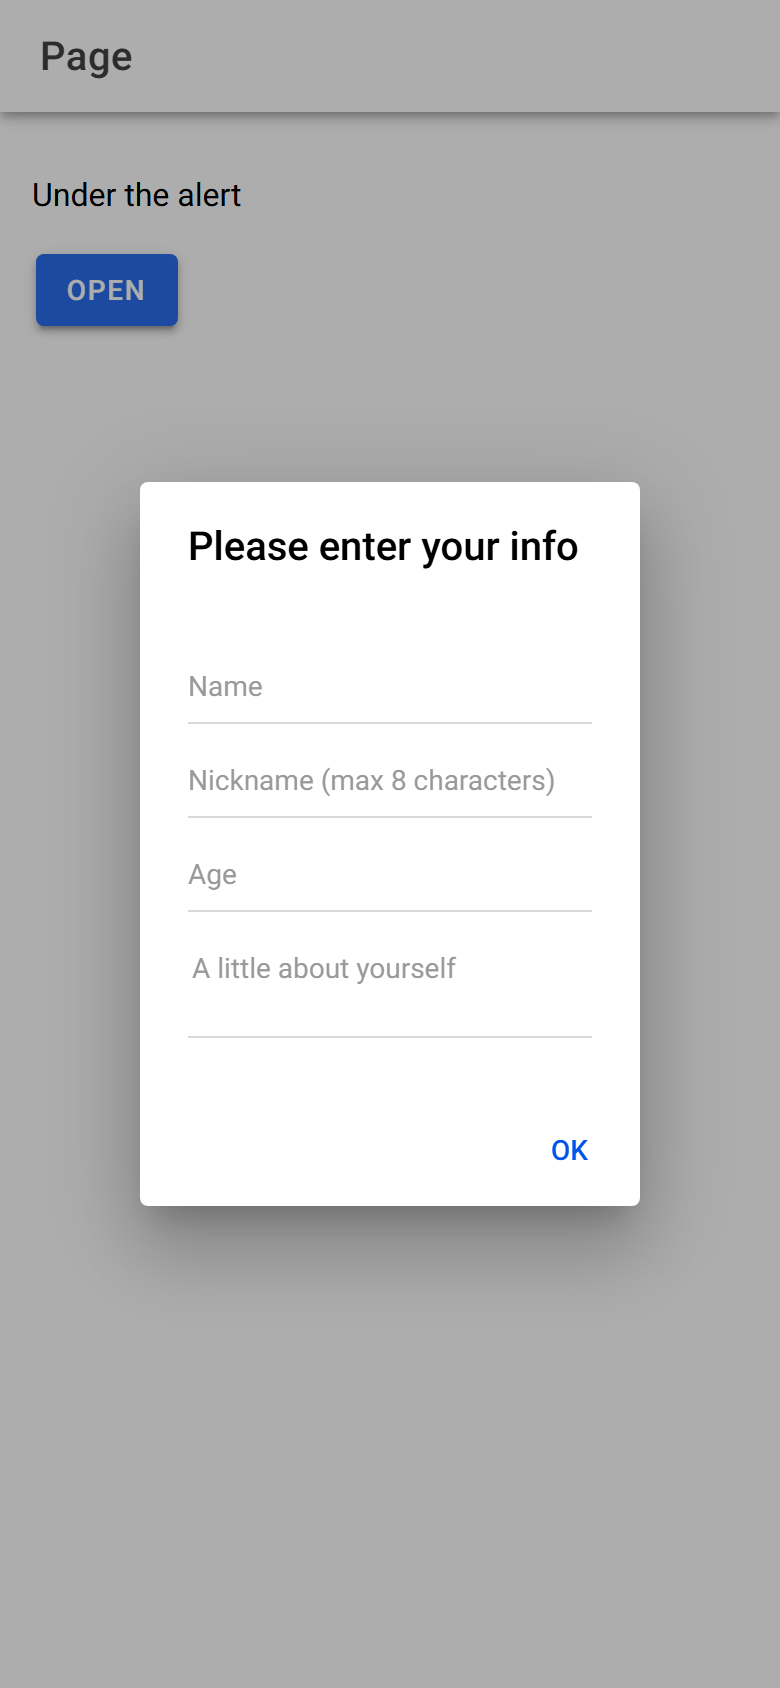 Page
Under the alert
OPEN
Please enter your info
Name
Nickname (max 8 characters)
Age
A little about yourself
OK